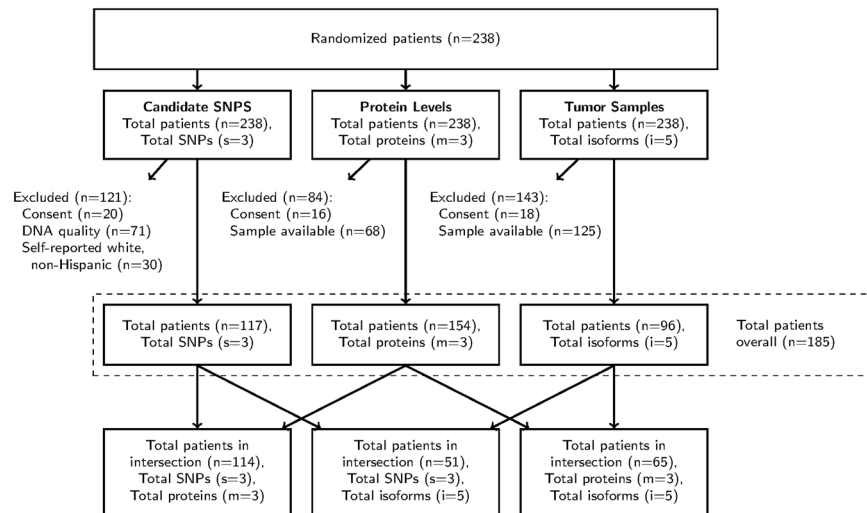 Randomized patients (n=238)
Candidate SNPS
Total patients (n=238),
Total SNPs (s=3)
Protein Levels
Total patients (n=238),
Total proteins (m=3)
Tumor Samples
Total patients (n=238),
Total isoforms (i=5)
Excluded (n=121):
Consent (n=20)
DNA quality (n=71)
Self-reported white,
non-Hispanic (n=30)
Excluded (n=84):
Consent (n=16)
Sample available (n=68)
Excluded (n=143):
Consent (n=18)
Sample available (n=125)
Total patients (n=117),
Total SNPs (s=3)
Total patients (n=154),
Total proteins (m=3)
Total patients (n=96),
Total isoforms (i=5)
Total patients
overall (n=185)
Total patients in
intersection (n=114),
Total SNPs (s=3),
Total proteins (m=3)
Total patients in
intersection (n=51),
Total SNPs (s=3),
Total isoforms (i=5)
Total patients in
intersection (n=65),
Total proteins (m=3),
Total isoforms (i=5)